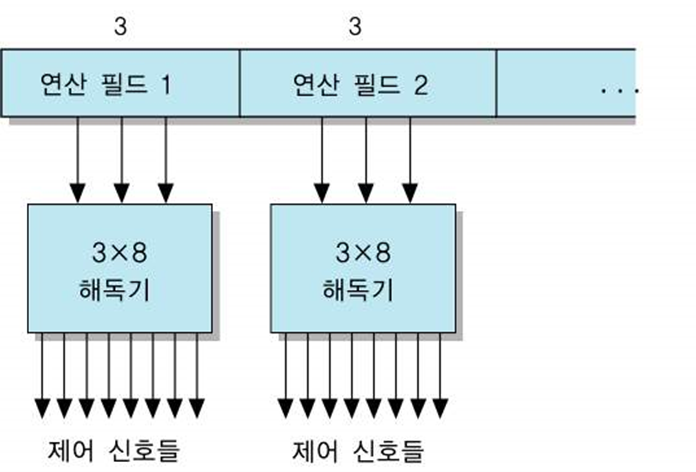 3 3
연산 필드 1 연산 필드 2 ...
3×8 3×8
해독기 해독기
제어 신호들 제어 신호들